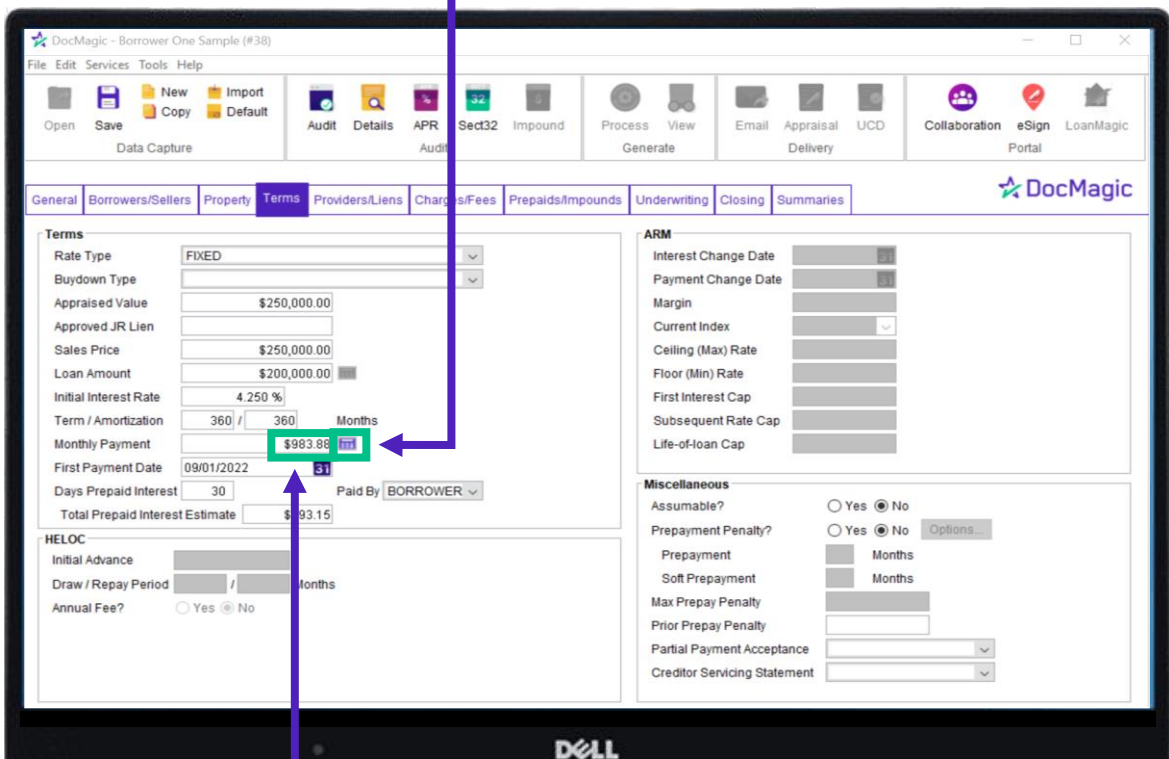 DocMagic - Borrower One Sample (#38)
File Edit Services Tools Help
Open Save New Copy Import Default Audit Details APR Sect32 Impound Process View Email Appraisal UCD Collaboration eSign LoanMagic
Data Capture Audit Generate Delivery Portal
General Borrowers/Sellers Property Terms Providers/Liens Charges/Fees Prepaids/Impounds Underwriting Closing Summaries
DocMagic
Terms
Rate Type FIXED
Buydown Type
Appraised Value $250,000.00
Approved JR Lien
Sales Price $250,000.00
Loan Amount $200,000.00
Initial Interest Rate 4.250 %
Term / Amortization 360 / 360 Months
Monthly Payment $983.88
First Payment Date 09/01/2022 31
Days Prepaid Interest 30 Paid By BORROWER
Total Prepaid Interest Estimate 93.15
HELOC
Initial Advance
Draw / Repay Period / Months
Annual Fee? Yes No
ARM
Interest Change Date 31
Payment Change Date 31
Margin
Current Index
Ceiling (Max) Rate
Floor (Min) Rate
First Interest Cap
Subsequent Rate Cap
Life-of-loan Cap
Miscellaneous
Assumable? Yes No
Prepayment Penalty? Yes No Options...
Prepayment Months
Soft Prepayment Months
Max Prepay Penalty
Prior Prepay Penalty
Partial Payment Acceptance
Creditor Servicing Statement
DELL